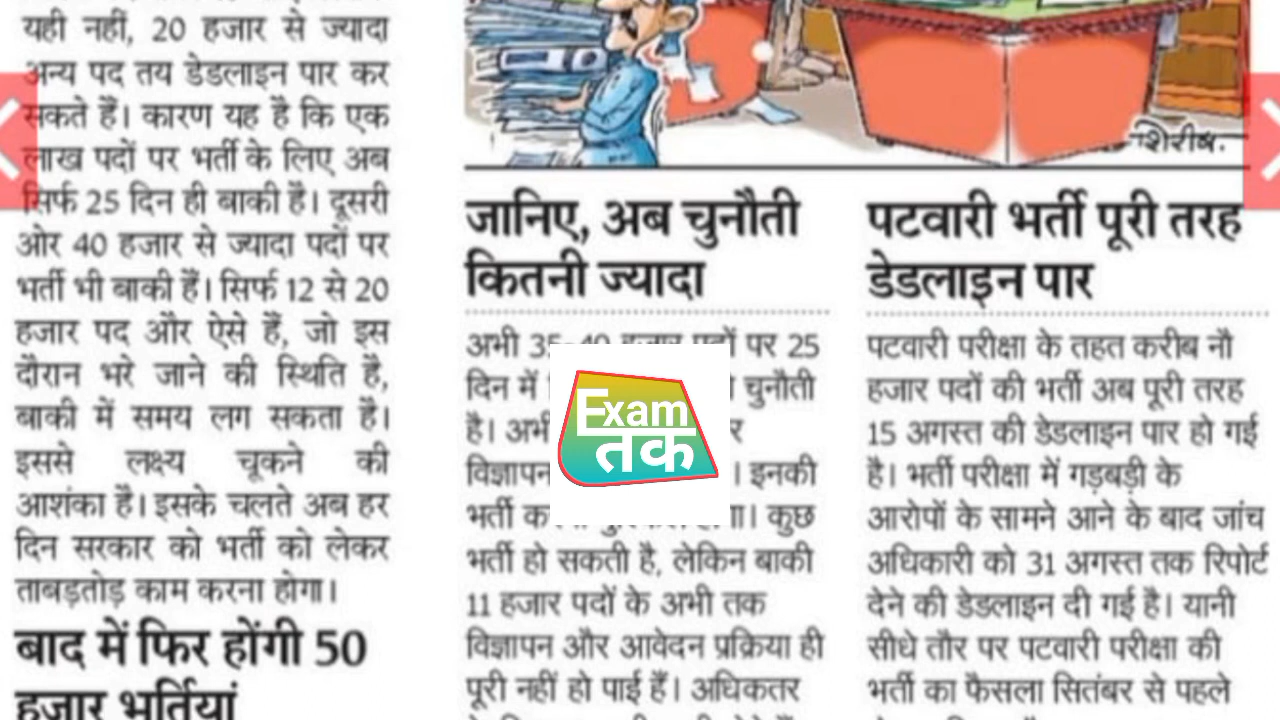 यही नहीं, 20 हजार से ज्यादा
अन्य पद तय डेडलाइन पार कर
सकते हैं। कारण यह है कि एक
लाख पदों पर भर्ती के लिए अब
सिर्फ 25 दिन ही बाकी है। दूसरी
ओर 40 हजार से ज्यादा पदों पर
भर्ती भी बाकी हैं। सिर्फ 12 से 20
हजार पद और ऐसे हैं, जो इस
दौरान भरे जाने की स्थिति है,
बाकी में समय लग सकता है।
इससे लक्ष्य चूकने की
आशंका है। इसके चलते अब हर
दिन सरकार को भर्ती को लेकर
ताबड़तोड़ काम करना होगा।
बाद में फिर होंगी 50
हजार भर्तियां
शिरीष.
जानिए, अब चुनौती
कितनी ज्यादा
अभी 35-40 हजार पदों पर 25
दिन में चुनौती
है। अभी
विज्ञापन । इनकी
भर्ती कुछ
भर्ती हो सकती है, लेकिन बाकी
11 हजार पदों के अभी तक
विज्ञापन और आवेदन प्रक्रिया ही
पूरी नहीं हो पाई हैं। अधिकतर
Exam
तक
पटवारी भर्ती पूरी तरह
डेडलाइन पार
पटवारी परीक्षा के तहत करीब नौ
हजार पदों की भर्ती अब पूरी तरह
15 अगस्त की डेडलाइन पार हो गई
है। भर्ती परीक्षा में गड़बड़ी के
आरोपों के सामने आने के बाद जांच
अधिकारी को 31 अगस्त तक रिपोर्ट
देने की डेडलाइन दी गई है। यानी
सीधे तौर पर पटवारी परीक्षा की
भर्ती का फैसला सितंबर से पहले